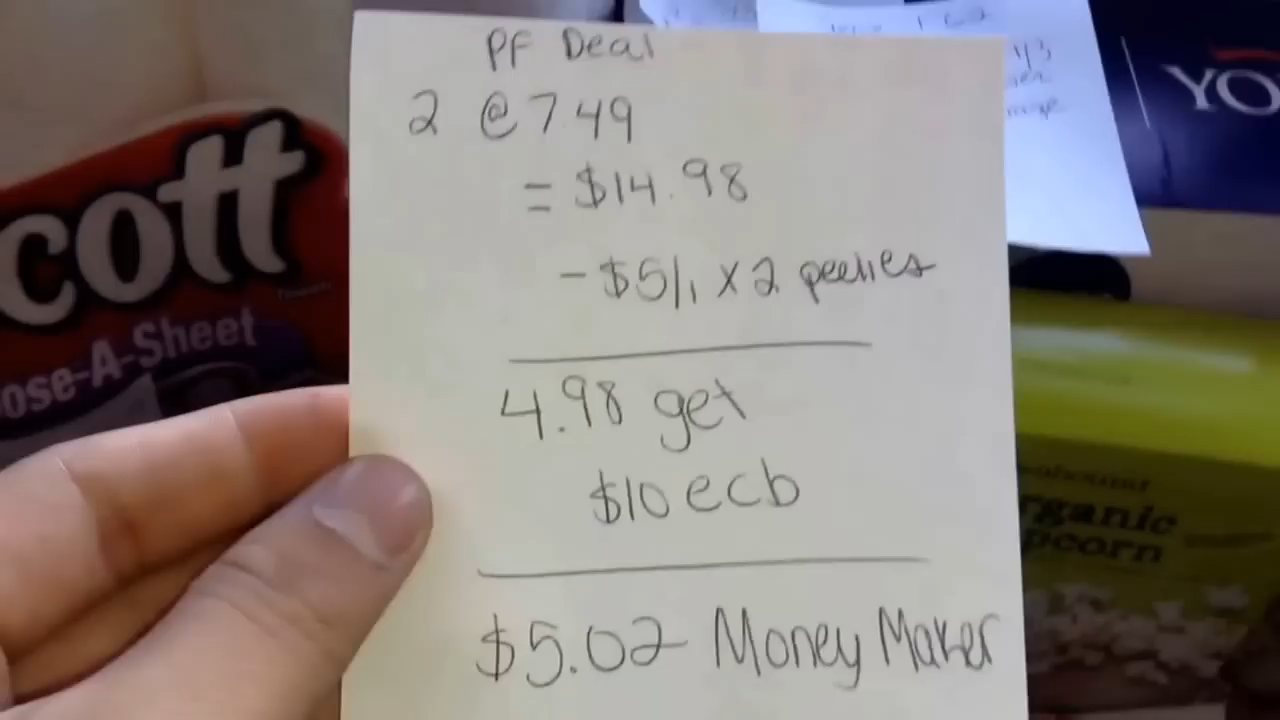 PF Deal
2 @ 7.49
= $14.98
- $5/1 x 2 peelies
4.98 get
$10 ecb
$5.02 Money Maker
cott
ose-A-Sheet
YO
rganic
pcorn